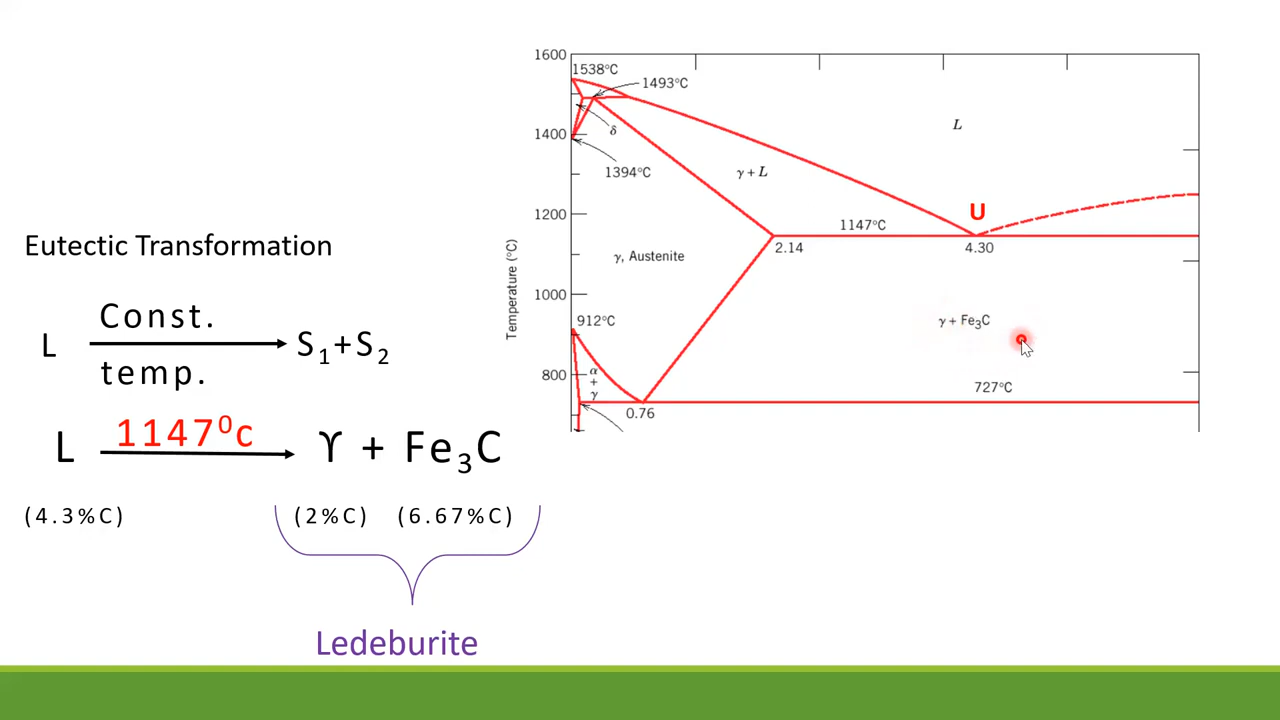 Eutectic Transformation
Const.
L → S₁+S₂
temp.
1147⁰c
L → ϒ + Fe₃C
(4.3%C) (2%C) (6.67%C)
Ledeburite
Temperature (°C)
1600
1400
1200
1000
800
1538°C
1493°C
δ
1394°C
L
γ + L
U
1147°C
2.14
4.30
γ, Austenite
912°C
γ + Fe₃C
α
+
γ
727°C
0.76